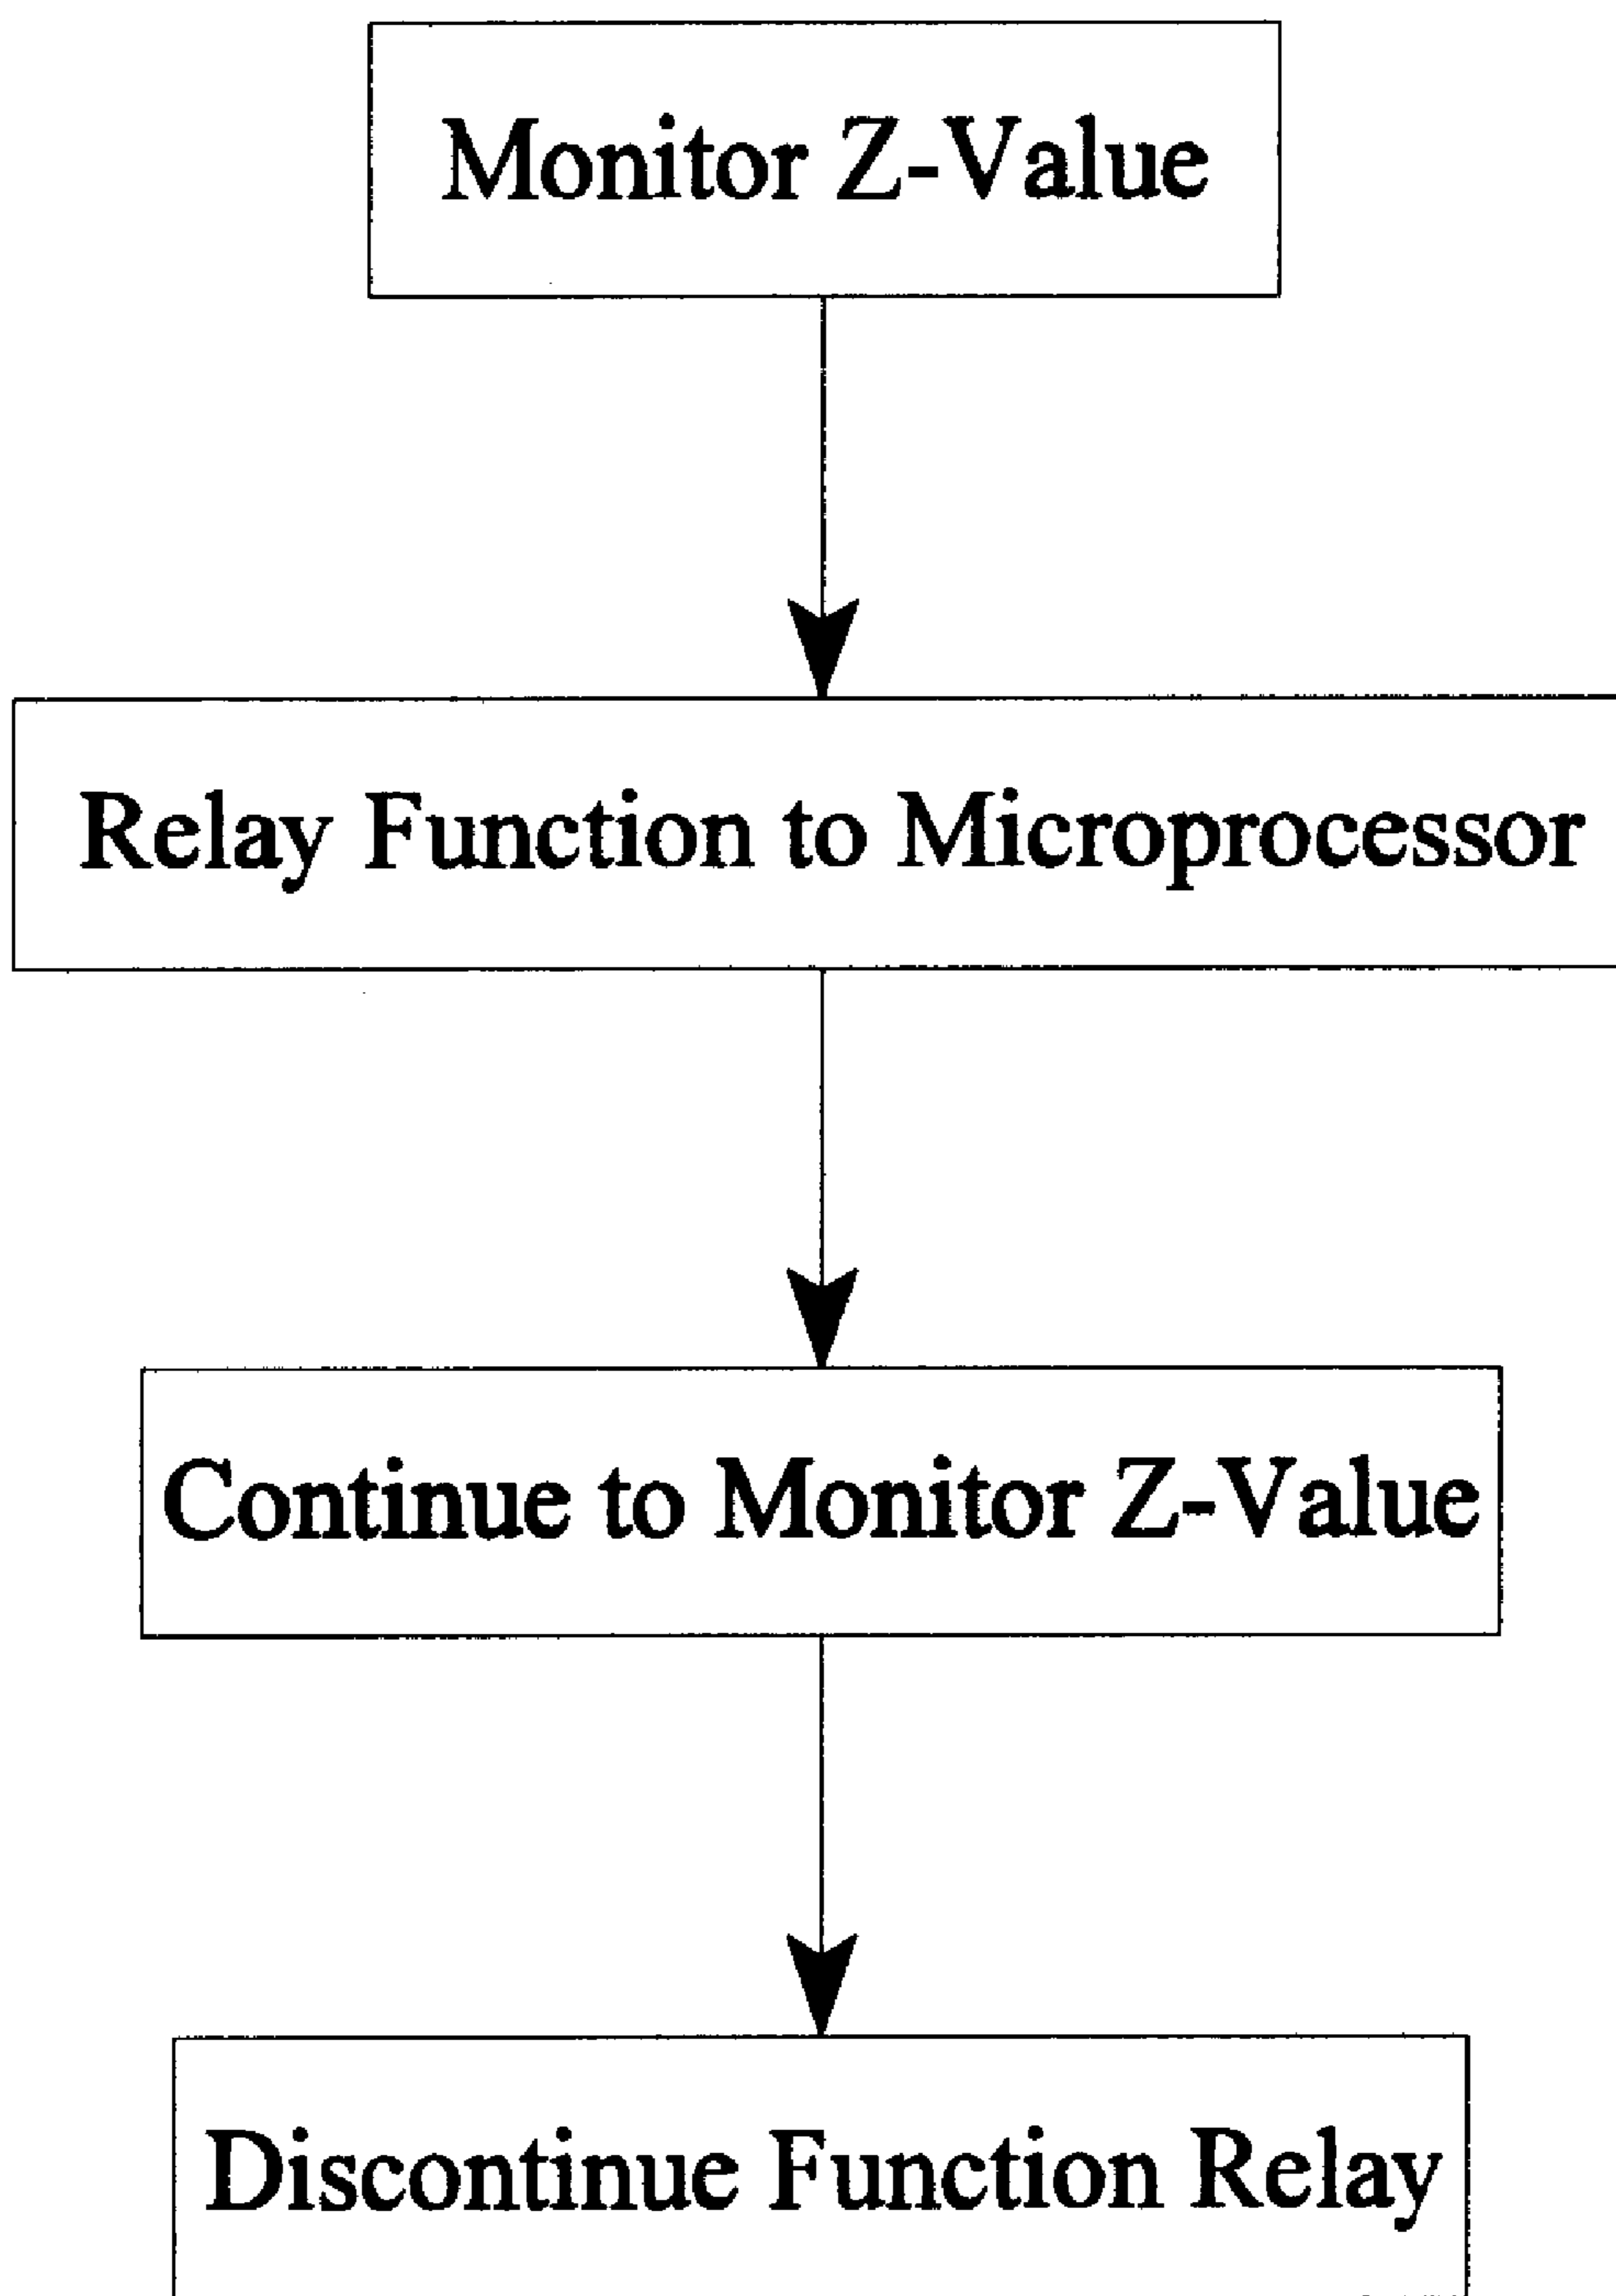 Monitor Z-Value
Relay Function to Microprocessor
Continue to Monitor Z-Value
Discontinue Function Relay